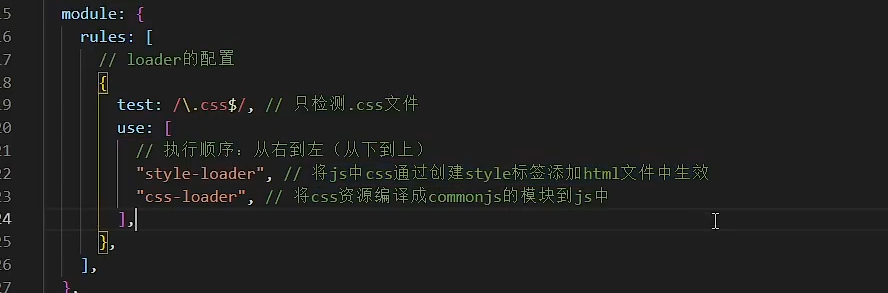 15 module: {
16 rules: [
17 // loader的配置
18 {
19 test: /\.css$/, // 只检测.css文件
20 use: [
21 // 执行顺序：从右到左（从下到上）
22 "style-loader", // 将js中css通过创建style标签添加html文件中生效
23 "css-loader", // 将css资源编译成commonjs的模块到js中
24 ],
25 },
26 ],
27 },